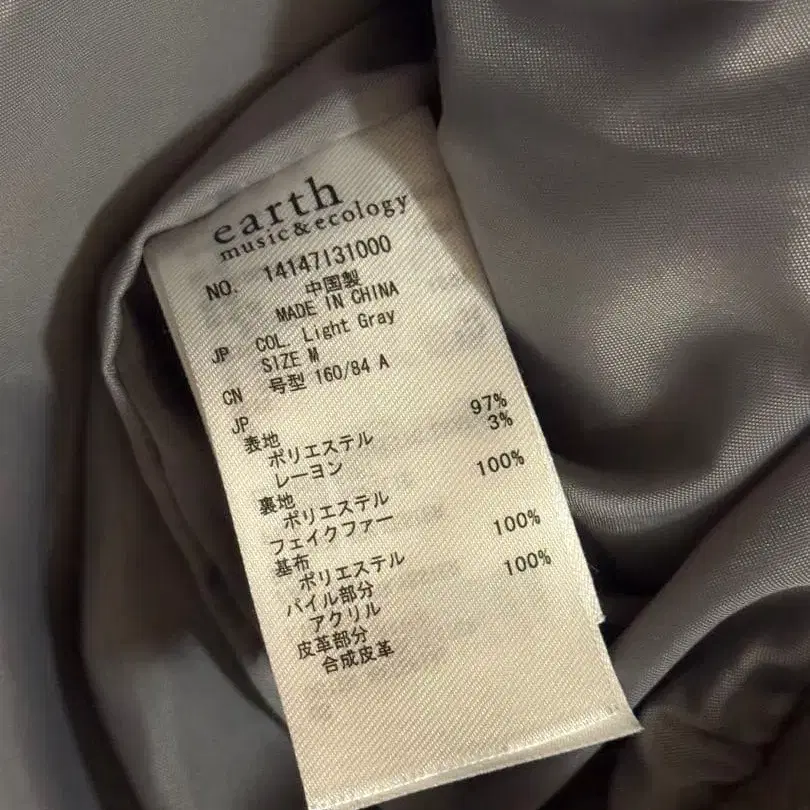 earth
music&ecology
NO. 14147131000
中国製
MADE IN CHINA
JP COL. Light Gray
SIZE M
CN 号型 160/84 A
JP
表地
ポリエステル 97%
レーヨン 3%
裏地
ポリエステル 100%
フェイクファー
基布
ポリエステル 100%
パイル部分
アクリル 100%
皮革部分
合成皮革